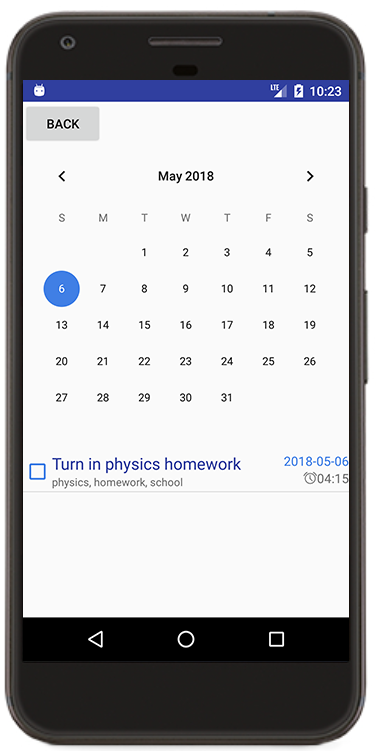 LTE 10:23
BACK
May 2018
S M T W T F S
1 2 3 4 5
6 7 8 9 10 11 12
13 14 15 16 17 18 19
20 21 22 23 24 25 26
27 28 29 30 31
Turn in physics homework 2018-05-06
physics, homework, school 04:15